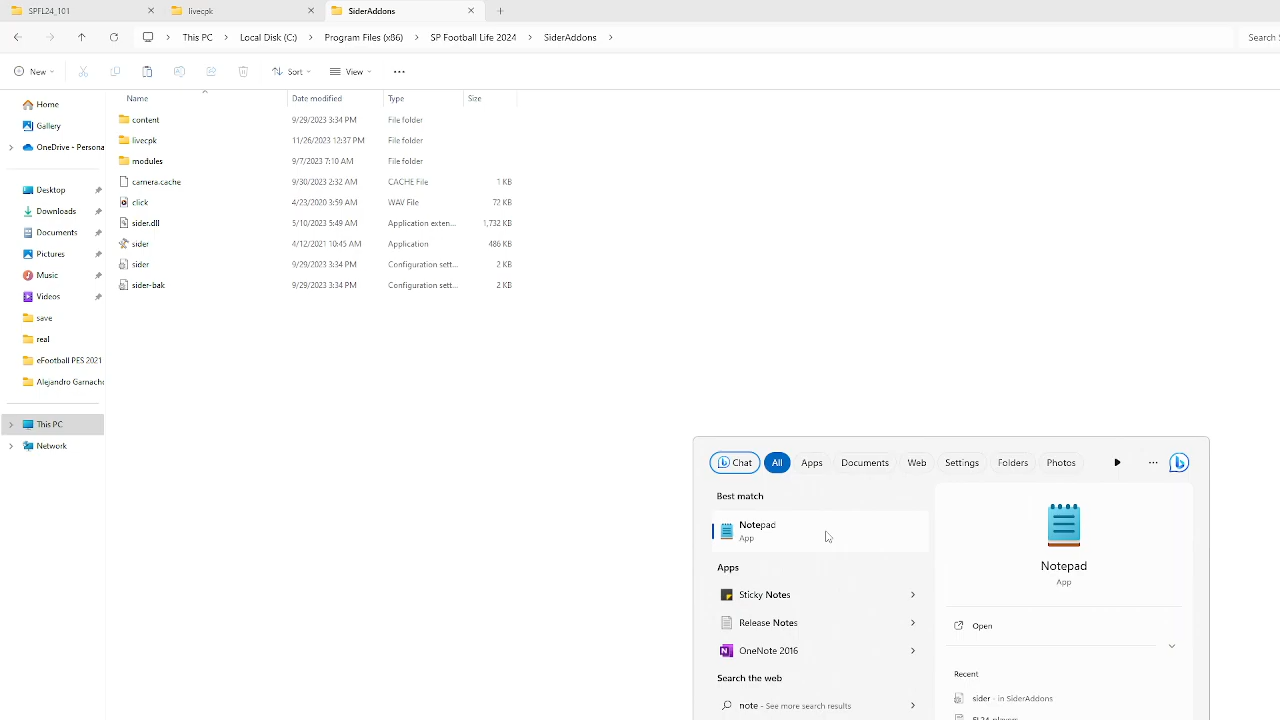 SPFL24_101
livecpk
SiderAddons
This PC
Local Disk (C:)
Program Files (x86)
SP Football Life 2024
SiderAddons
Search S
New
Sort
View
Home
Gallery
OneDrive - Persona
Desktop
Downloads
Documents
Pictures
Music
Videos
save
real
eFootball PES 2021
Alejandro Garnacho
This PC
Network
Name Date modified Type Size
content 9/29/2023 3:34 PM File folder
livecpk 11/26/2023 12:37 PM File folder
modules 9/7/2023 7:10 AM File folder
camera.cache 9/30/2023 2:32 AM CACHE File 1 KB
click 4/23/2020 3:59 AM WAV File 72 KB
sider.dll 5/10/2023 5:49 AM Application exten... 1,732 KB
sider 4/12/2021 10:45 AM Application 486 KB
sider 9/29/2023 3:34 PM Configuration sett... 2 KB
sider-bak 9/29/2023 3:34 PM Configuration sett... 2 KB
Chat All Apps Documents Web Settings Folders Photos
Best match
Notepad
App
Apps
Sticky Notes
Release Notes
OneNote 2016
Search the web
note - See more search results
Notepad
App
Open
Recent
sider - in SiderAddons